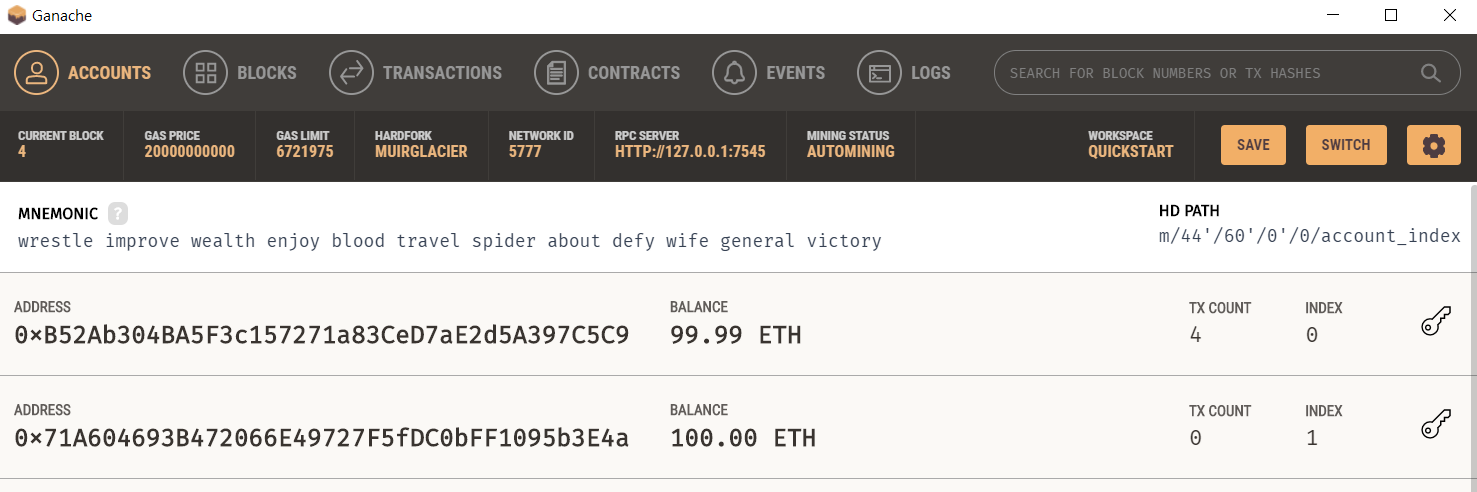 Ganache
ACCOUNTS BLOCKS TRANSACTIONS CONTRACTS EVENTS LOGS SEARCH FOR BLOCK NUMBERS OR TX HASHES
CURRENT BLOCK GAS PRICE GAS LIMIT HARDFORK NETWORK ID RPC SERVER MINING STATUS WORKSPACE
4 20000000000 6721975 MUIRGLACIER 5777 HTTP://127.0.0.1:7545 AUTOMINING QUICKSTART SAVE SWITCH
MNEMONIC ? HD PATH
wrestle improve wealth enjoy blood travel spider about defy wife general victory m/44'/60'/0'/0/account_index
ADDRESS BALANCE TX COUNT INDEX
0×B52Ab304BA5F3c157271a83CeD7aE2d5A397C5C9 99.99 ETH 4 0
ADDRESS BALANCE TX COUNT INDEX
0×71A604693B472066E49727F5fDC0bFF1095b3E4a 100.00 ETH 0 1